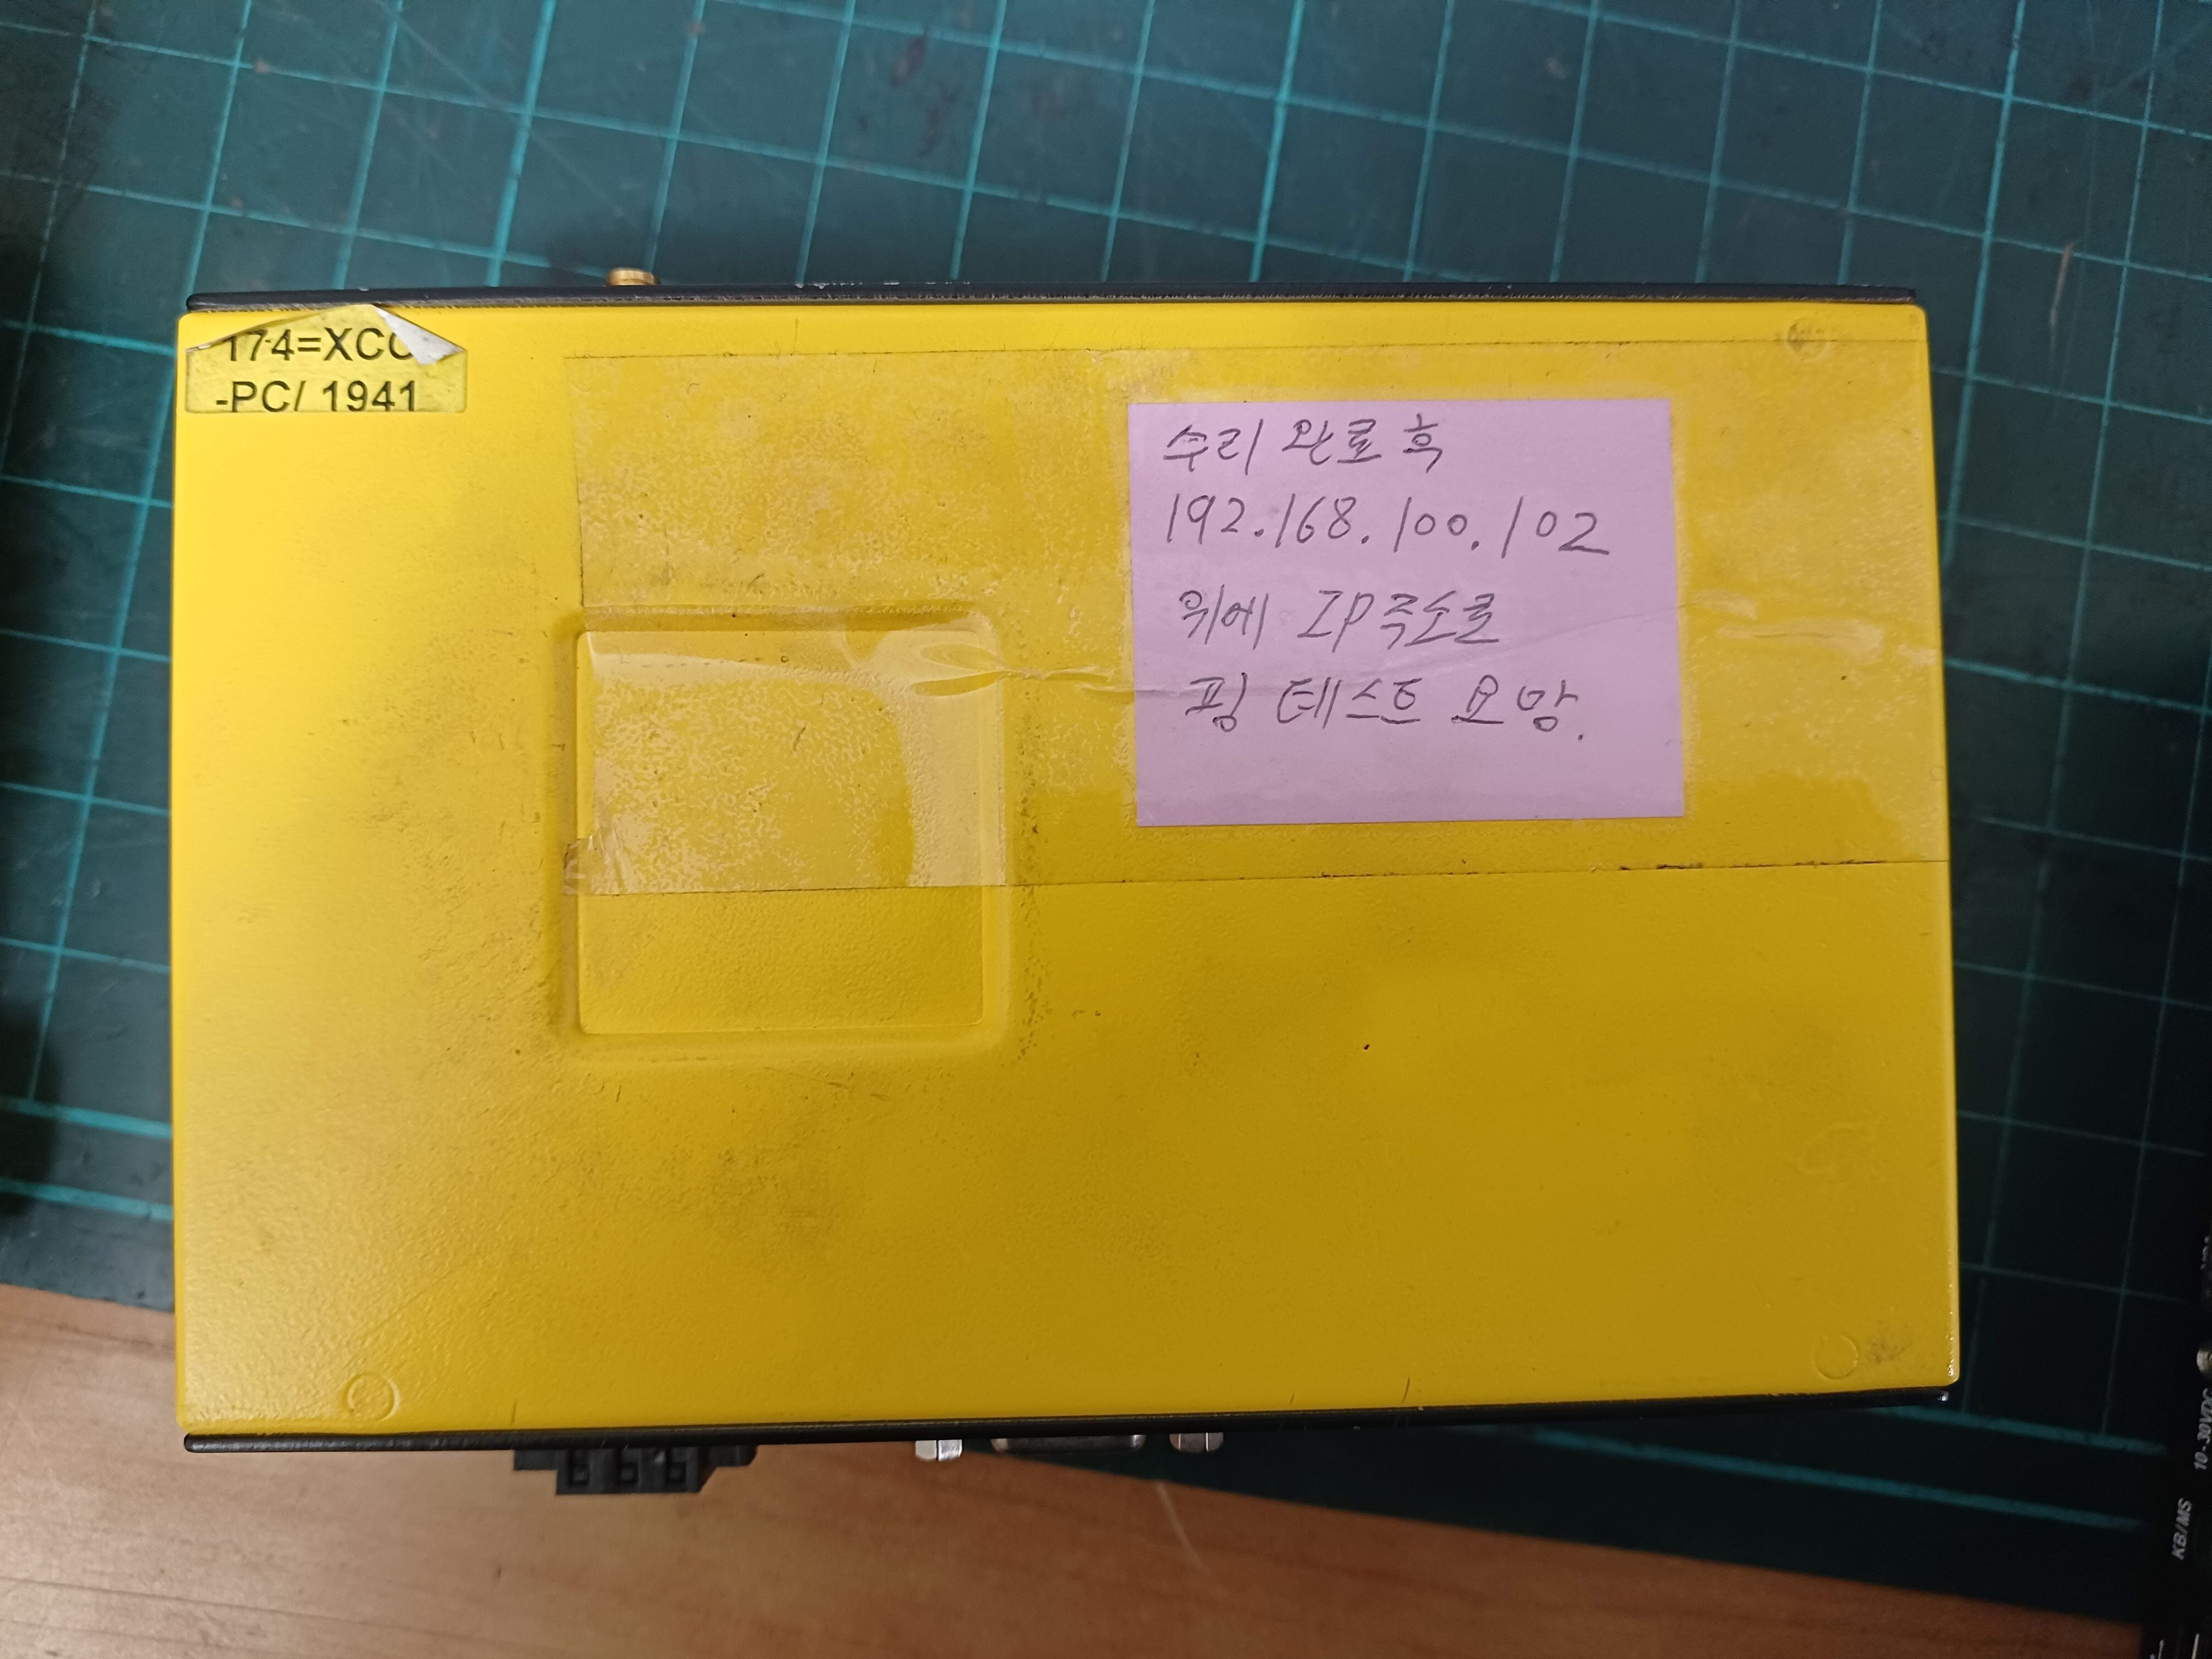 174=XCC
-PC/ 1941
수리 완료 흑
192.168.100.102
위에 IP주소로
핑 테스트 요망.
10-30VDC
KB/MS